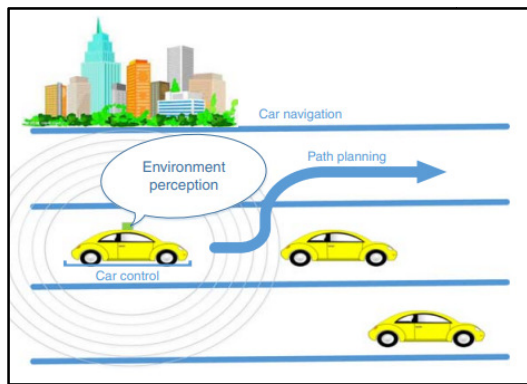 Car navigation
Path planning
Environment
perception
Car control